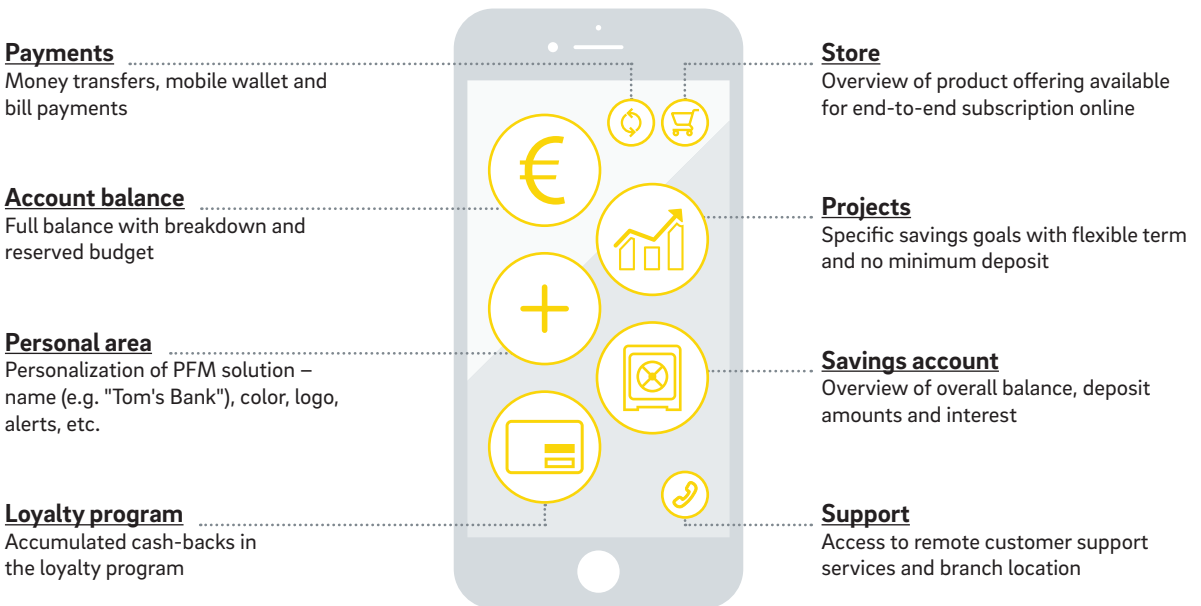 Payments
Money transfers, mobile wallet and
bill payments
Account balance
Full balance with breakdown and
reserved budget
Personal area
Personalization of PFM solution –
name (e.g. "Tom's Bank"), color, logo,
alerts, etc.
Loyalty program
Accumulated cash-backs in
the loyalty program
€
Store
Overview of product offering available
for end-to-end subscription online
Projects
Specific savings goals with flexible term
and no minimum deposit
Savings account
Overview of overall balance, deposit
amounts and interest
Support
Access to remote customer support
services and branch location